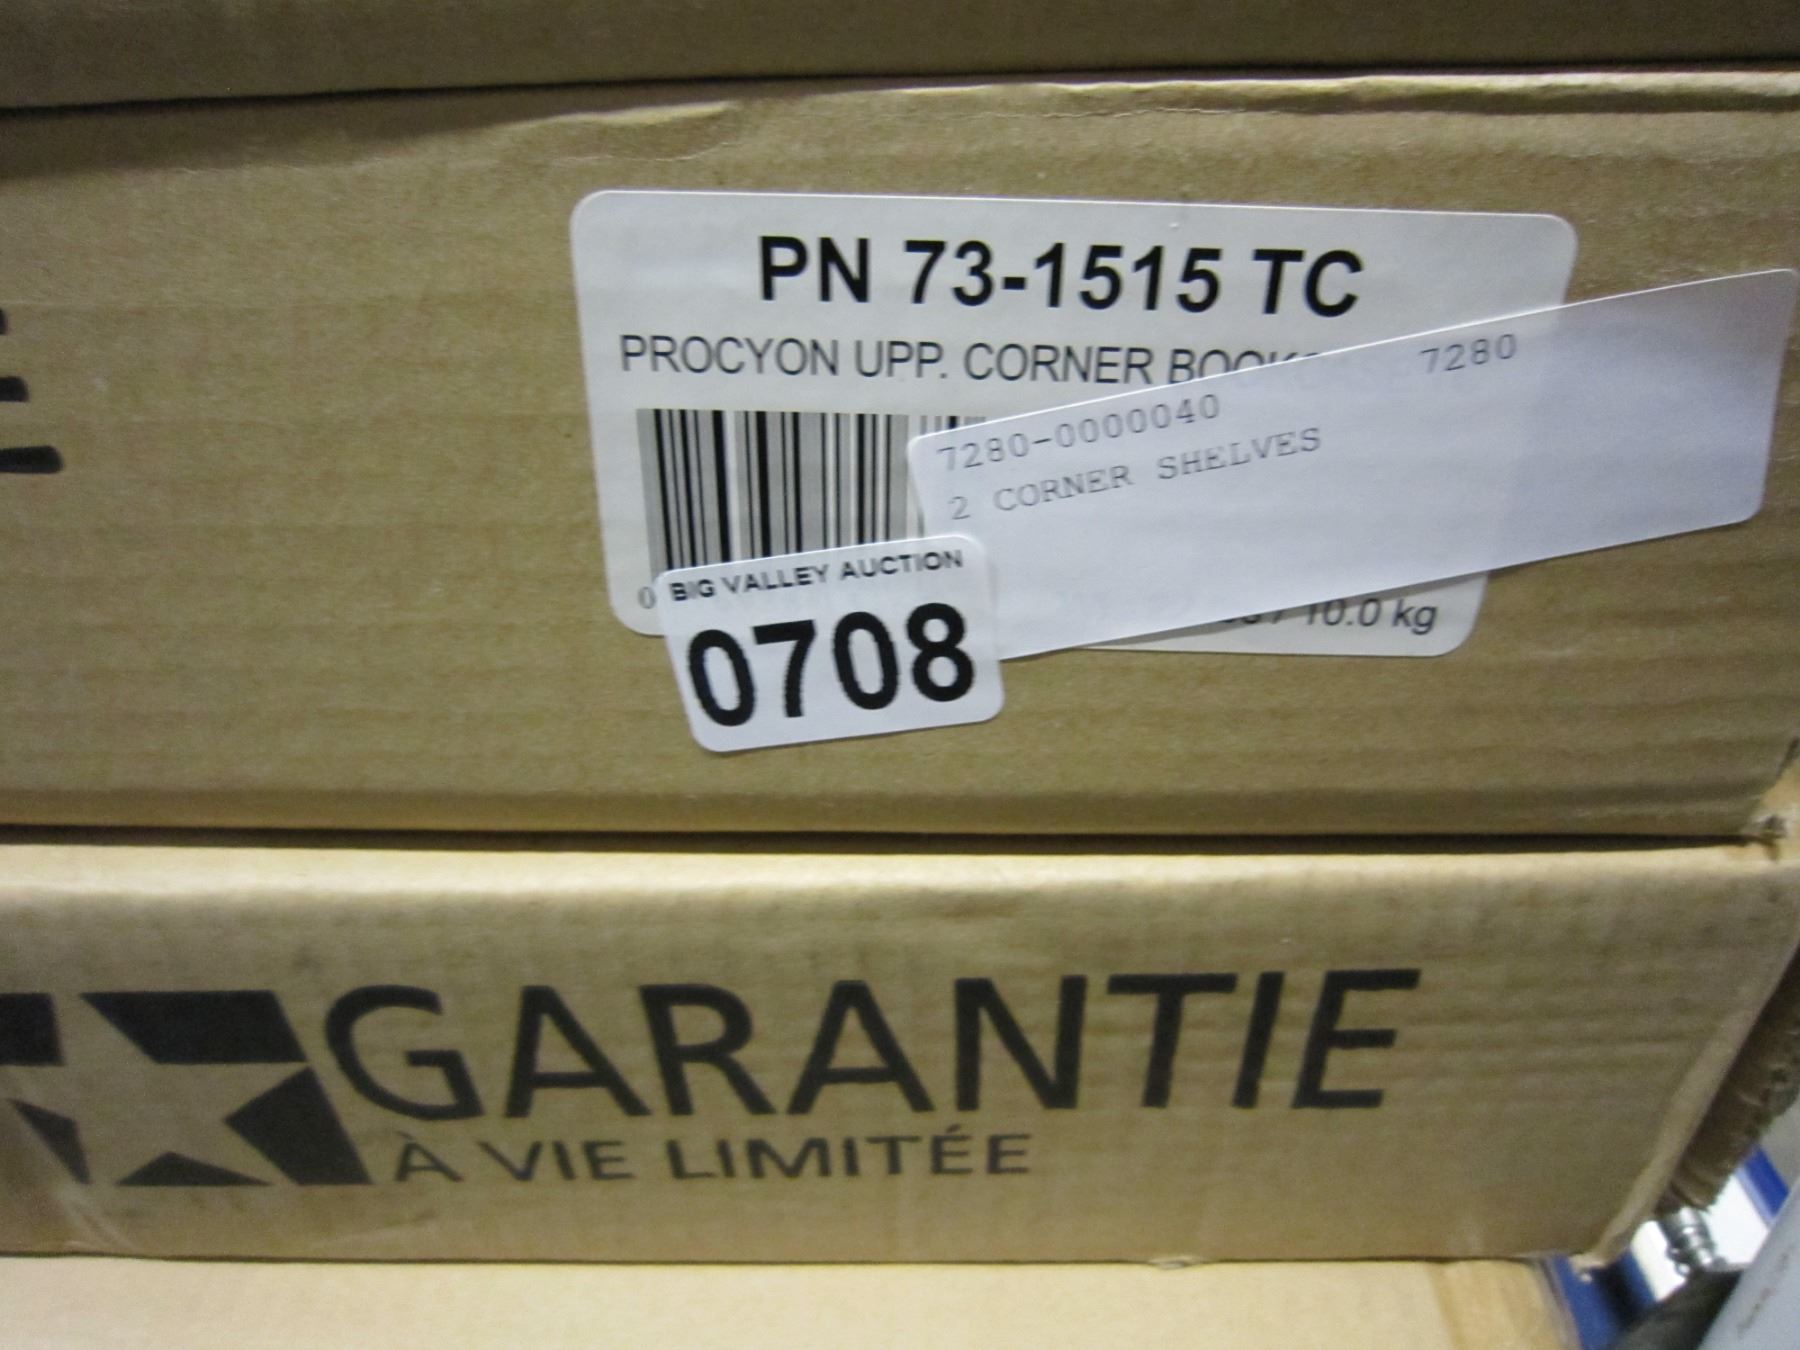 PN 73-1515 TC
PROCYON UPP. CORNER
7280
7280-0000040
2 CORNER SHELVES
0
BIG VALLEY AUCTION
0708
/ 10.0 kg
GARANTIE
À VIE LIMITÉE